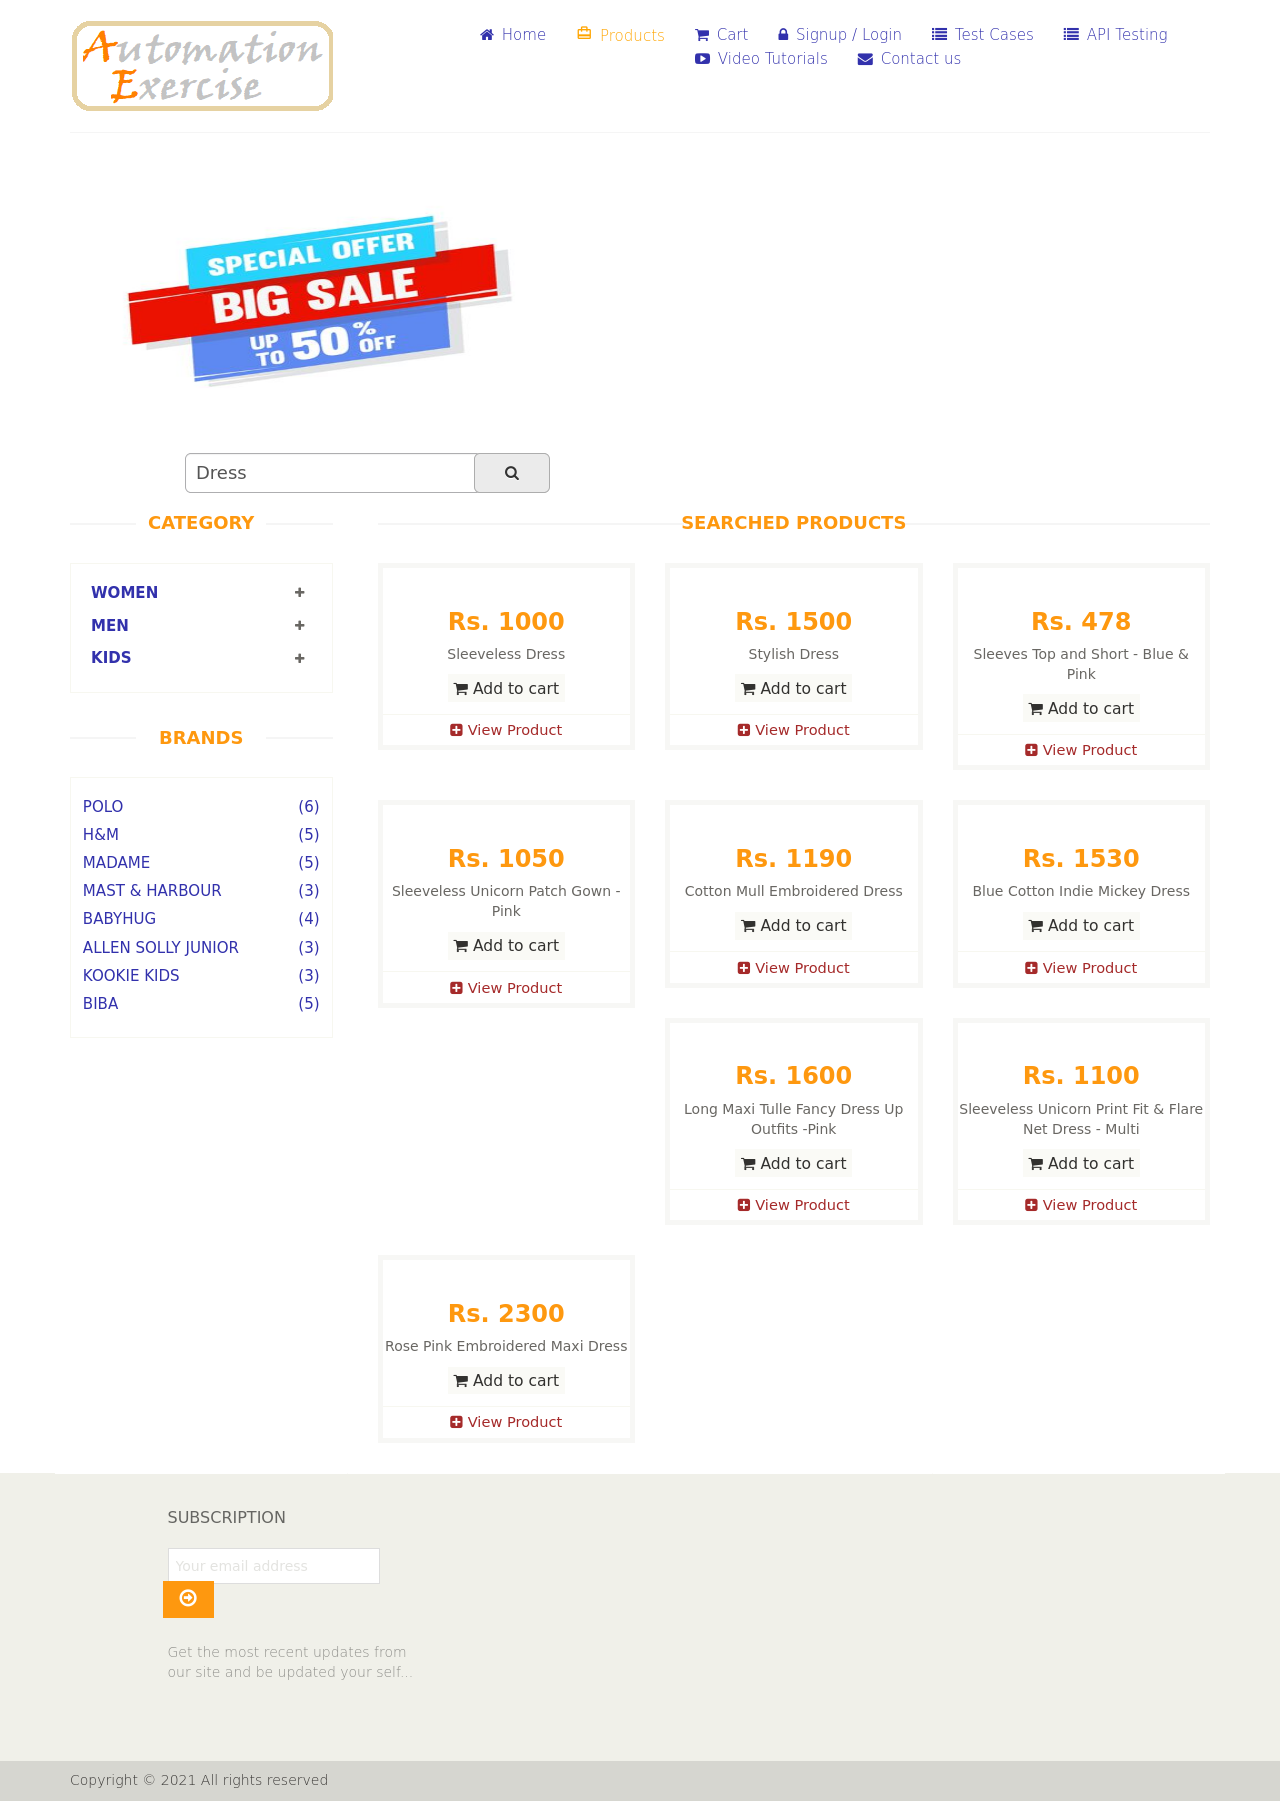 Automation
Exercise
Home Products Cart Signup / Login Test Cases API Testing
Video Tutorials Contact us
SPECIAL OFFER
BIG SALE
UP TO 50% OFF
Dress
CATEGORY
WOMEN
MEN
KIDS
BRANDS
POLO (6)
H&M (5)
MADAME (5)
MAST & HARBOUR (3)
BABYHUG (4)
ALLEN SOLLY JUNIOR (3)
KOOKIE KIDS (3)
BIBA (5)
SEARCHED PRODUCTS
Rs. 1000
Sleeveless Dress
Add to cart
View Product
Rs. 1500
Stylish Dress
Add to cart
View Product
Rs. 478
Sleeves Top and Short - Blue &
Pink
Add to cart
View Product
Rs. 1050
Sleeveless Unicorn Patch Gown -
Pink
Add to cart
View Product
Rs. 1190
Cotton Mull Embroidered Dress
Add to cart
View Product
Rs. 1530
Blue Cotton Indie Mickey Dress
Add to cart
View Product
Rs. 1600
Long Maxi Tulle Fancy Dress Up
Outfits -Pink
Add to cart
View Product
Rs. 1100
Sleeveless Unicorn Print Fit & Flare
Net Dress - Multi
Add to cart
View Product
Rs. 2300
Rose Pink Embroidered Maxi Dress
Add to cart
View Product
SUBSCRIPTION
Your email address
Get the most recent updates from
our site and be updated your self...
Copyright © 2021 All rights reserved